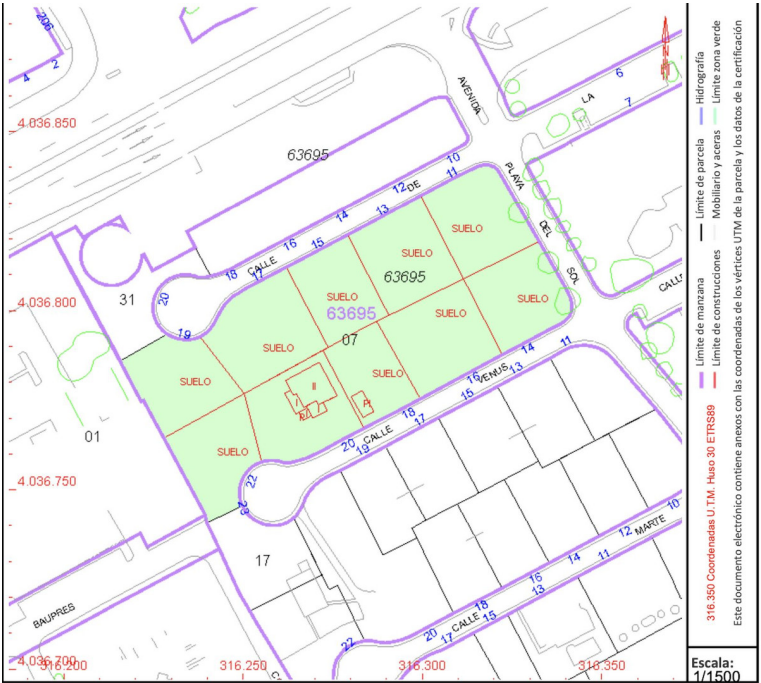 206
2
4
4.036.850
63695
AVENIDA
LA
6
7
10
11
DE
12
13
14
15
16
17
18
CALLE
PLAYA
DEL
SOL
CALL
SUELO
SUELO
SUELO
SUELO
SUELO
SUELO
SUELO
SUELO
SUELO
63695
63695
07
4.036.800
31
20
19
II
I
I
PI
01
11
14
13
VENUS
16
15
18
17
CALLE
20
19
22
23
4.036.750
17
10
MARTE
12
11
14
13
16
15
18
17
CALLE
20
22
BAUPRES
4.036.700
316.200
316.250
316.300
316.350
Límite de manzana
Límite de parcela
Hidrografía
Límite de construcciones
Mobiliario y aceras
Límite zona verde
316.350 Coordenadas U.T.M. Huso 30 ETRS89
Este documento electrónico contiene anexos con las coordenadas de los vértices UTM de la parcela y los datos de la certificación
Escala:
1/1500